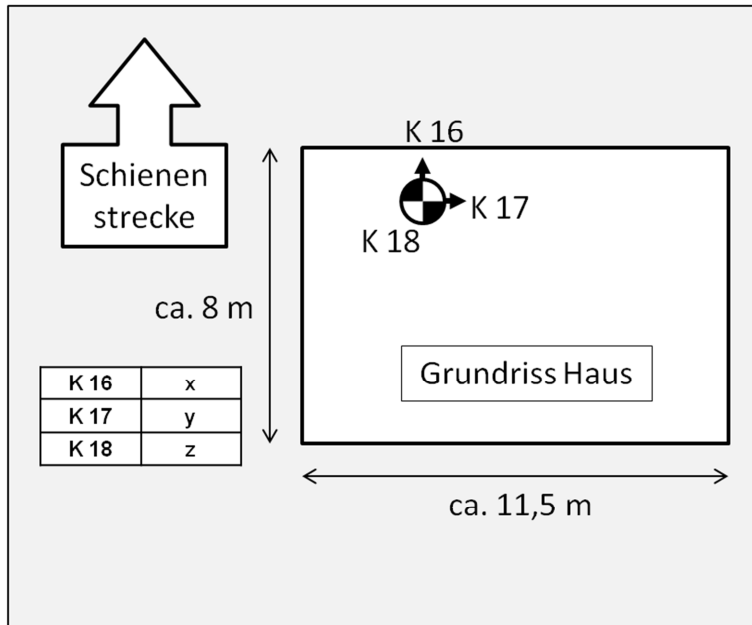 K 16
Schienen
strecke
K 17
K 18
ca. 8 m
K 16 x
K 17 y
K 18 z
Grundriss Haus
ca. 11,5 m